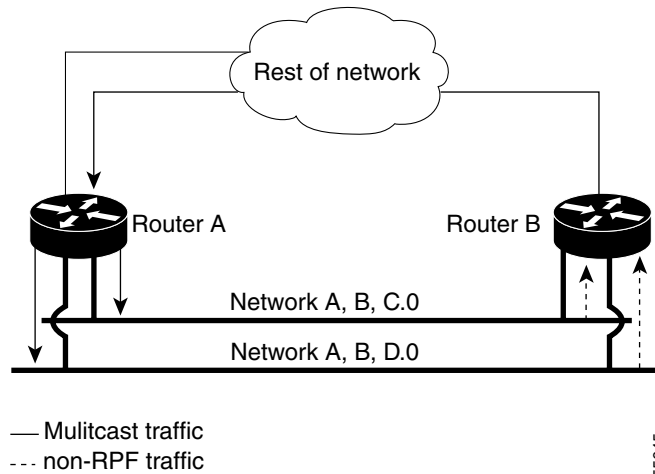 Rest of network
Router A
Router B
Network A, B, C.0
Network A, B, D.0
Mulitcast traffic
non-RPF traffic